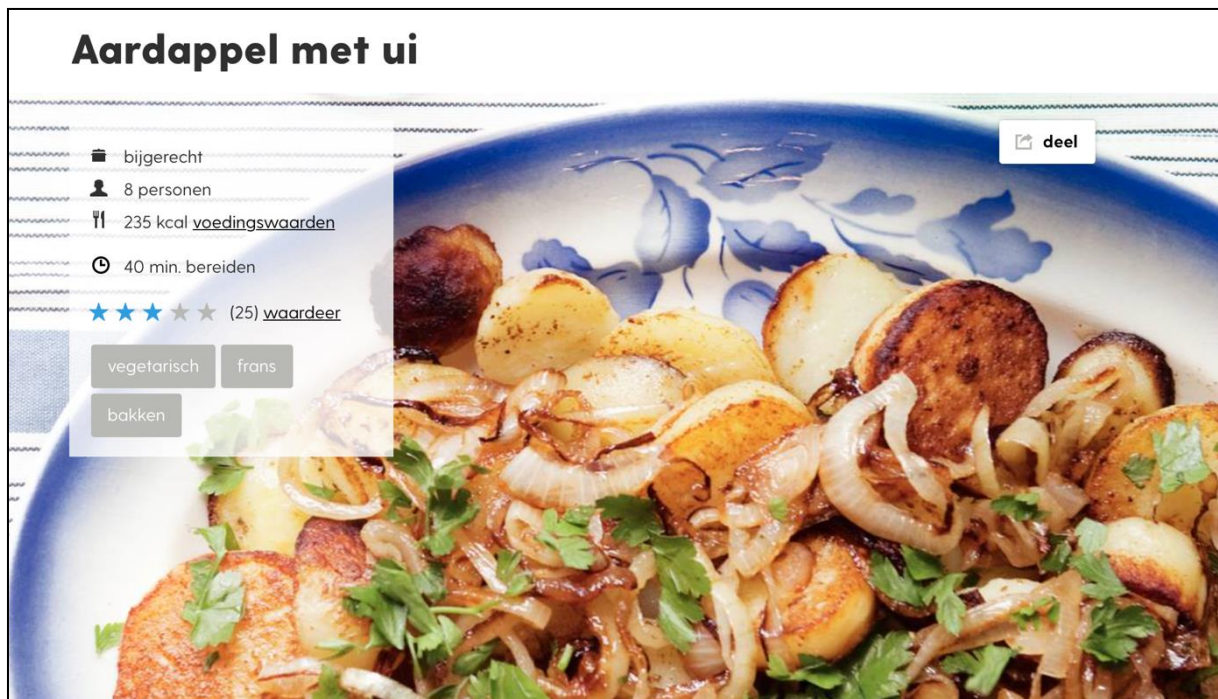 Aardappel met ui
deel
bijgerecht
8 personen
235 kcal voedingswaarden
40 min. bereiden
(25) waardeer
vegetarisch
frans
bakken